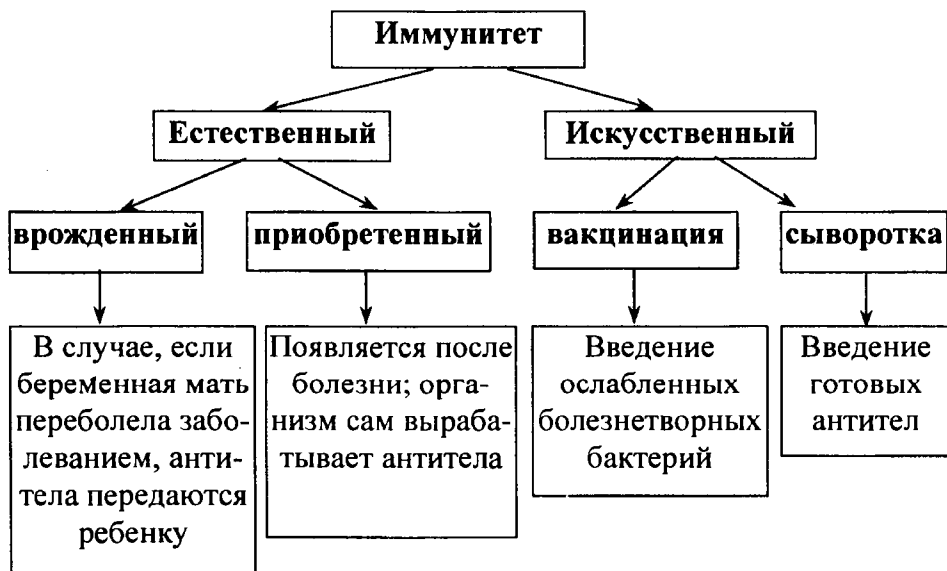 Иммунитет
Естественный
Искусственный
врожденный
приобретенный
вакцинация
сыворотка
В случае, если
беременная мать
переболела забо-
леванием, анти-
тела передаются
ребенку
Появляется после
болезни; орга-
низм сам выраба-
тывает антитела
Введение
ослабленных
болезнетворных
бактерий
Введение
готовых
антител